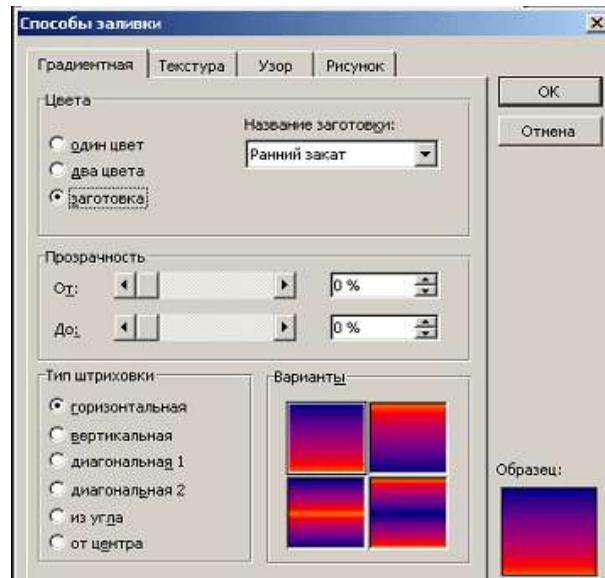 Способы заливки
Градиентная Текстура Узор Рисунок
ОК
Отмена
Цвета
один цвет
два цвета
заготовка
Название заготовки:
Ранний закат
Прозрачность
От: 0 %
До: 0 %
Тип штриховки
горизонтальная
вертикальная
диагональная 1
диагональная 2
из угла
от центра
Варианты
Образец: